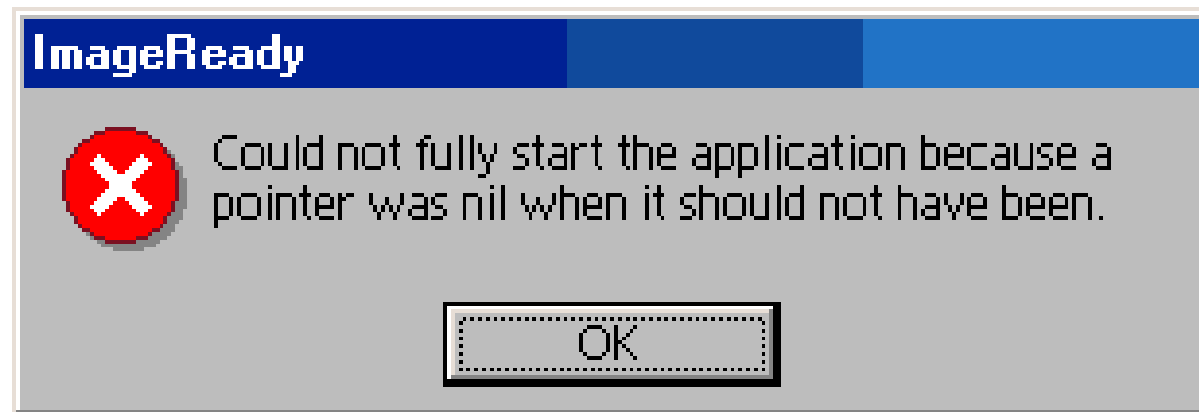 ImageReady
Could not fully start the application because a
pointer was nil when it should not have been.
OK